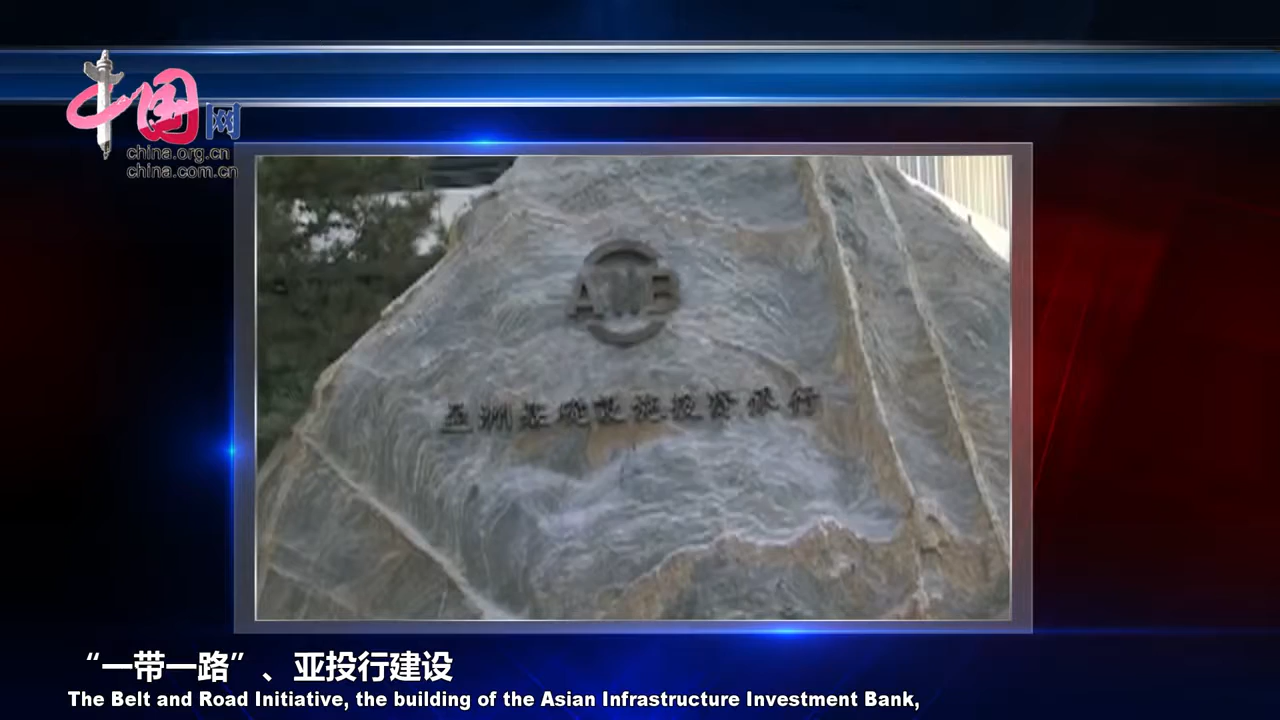 中国网
china.org.cn
china.com.cn
AIIB
亚洲基础设施投资银行
“一带一路”、亚投行建设
The Belt and Road Initiative, the building of the Asian Infrastructure Investment Bank,